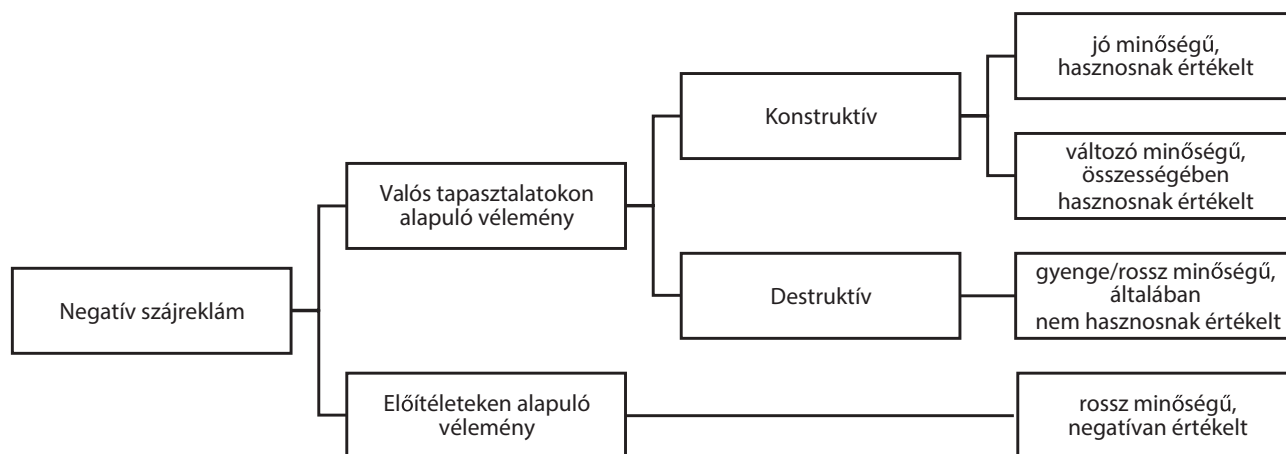 Negatív szájreklám
Valós tapasztalatokon
alapuló vélemény
Előítéleteken alapuló
vélemény
Konstruktív
Destruktív
jó minőségű,
hasznosnak értékelt
változó minőségű,
összességében
hasznosnak értékelt
gyenge/rossz minőségű,
általában
nem hasznosnak értékelt
rossz minőségű,
negatívan értékelt